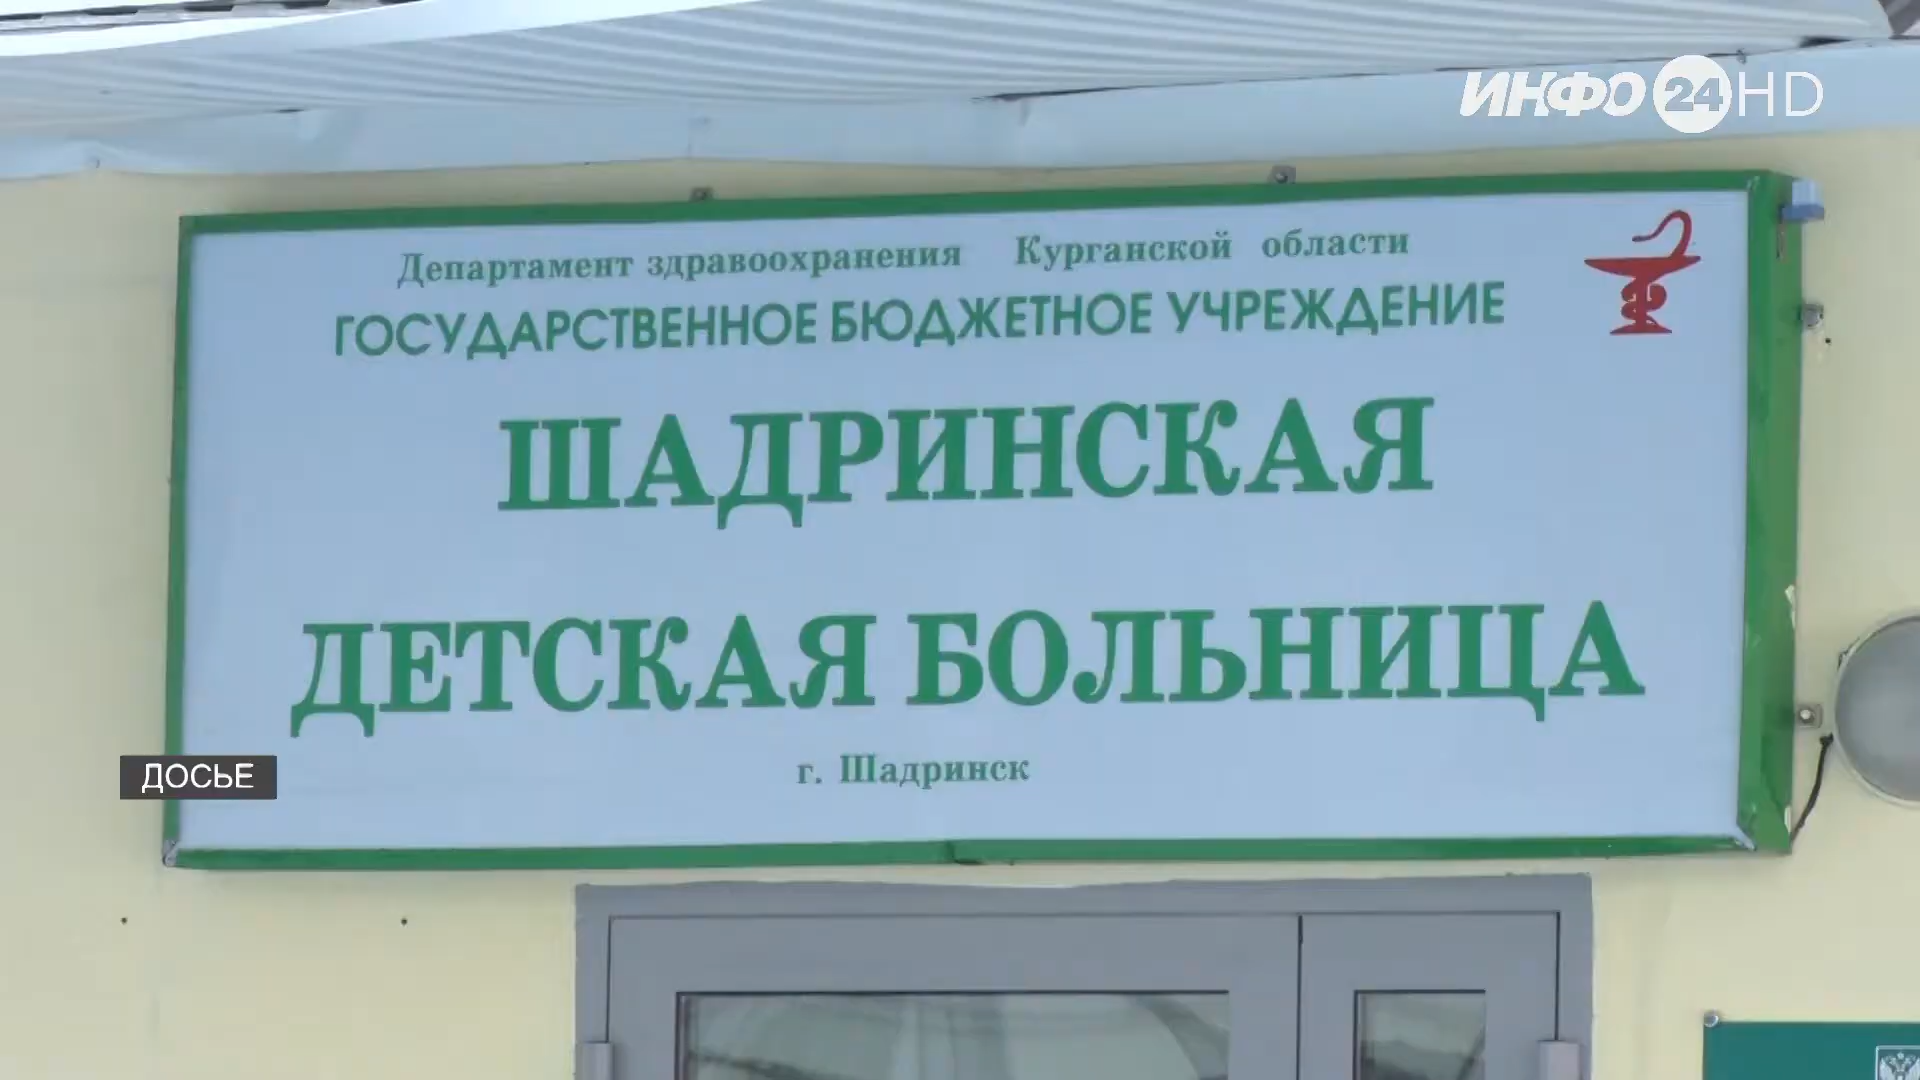 ИНФО 24 HD
Департамент здравоохранения Курганской области
ГОСУДАРСТВЕННОЕ БЮДЖЕТНОЕ УЧРЕЖДЕНИЕ
ШАДРИНСКАЯ
ДЕТСКАЯ БОЛЬНИЦА
г. Шадринск
ДОСЬЕ